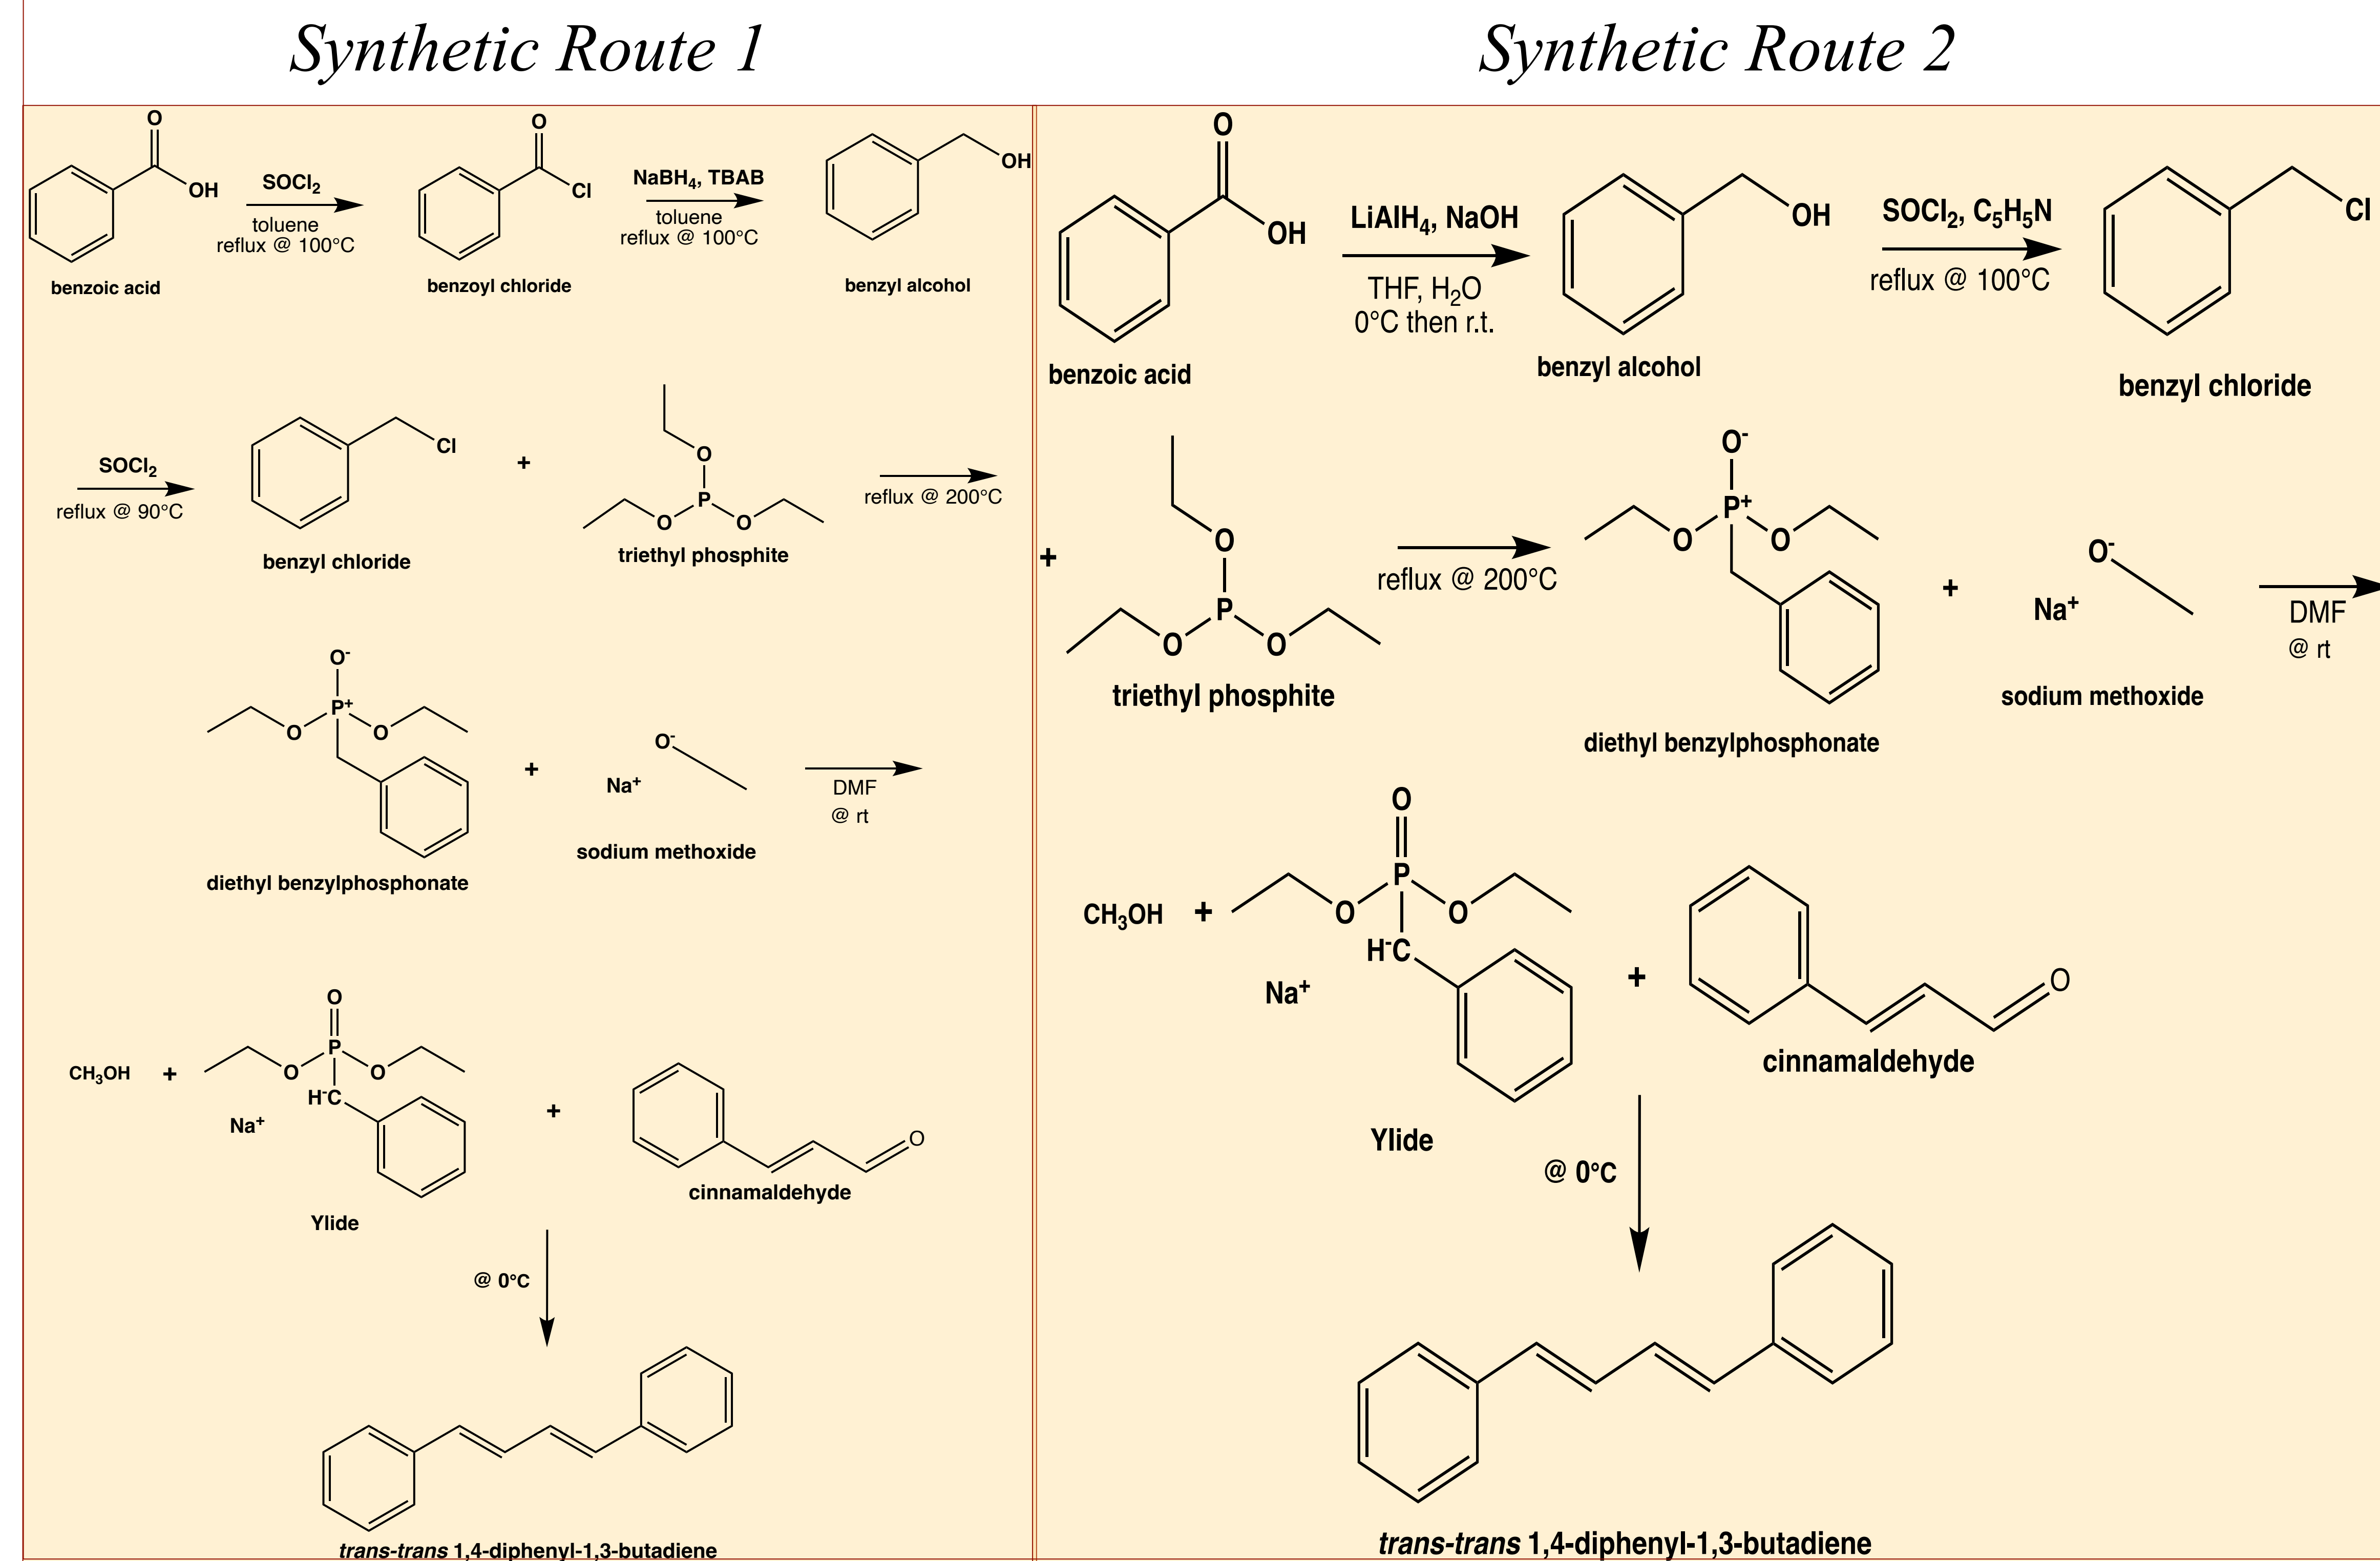 Synthetic Route 1
O
OH
benzoic acid
SOCl2
toluene
reflux @ 100°C
O
Cl
benzoyl chloride
NaBH4, TBAB
toluene
reflux @ 100°C
OH
benzyl alcohol
SOCl2
reflux @ 90°C
Cl
benzyl chloride
+
O
P
O
O
triethyl phosphite
reflux @ 200°C
O-
P+
O
O
diethyl benzylphosphonate
+
O-
Na+
sodium methoxide
DMF
@ rt
CH3OH
+
O
P
O
O
H-C
Na+
Ylide
+
O
cinnamaldehyde
@ 0°C
trans-trans 1,4-diphenyl-1,3-butadiene
Synthetic Route 2
O
OH
benzoic acid
LiAlH4, NaOH
THF, H2O
0°C then r.t.
OH
benzyl alcohol
SOCl2, C5H5N
reflux @ 100°C
Cl
benzyl chloride
+
O
P
O
O
triethyl phosphite
reflux @ 200°C
O-
P+
O
O
diethyl benzylphosphonate
+
O-
Na+
sodium methoxide
DMF
@ rt
CH3OH
+
O
P
O
O
H-C
Na+
Ylide
+
O
cinnamaldehyde
@ 0°C
trans-trans 1,4-diphenyl-1,3-butadiene